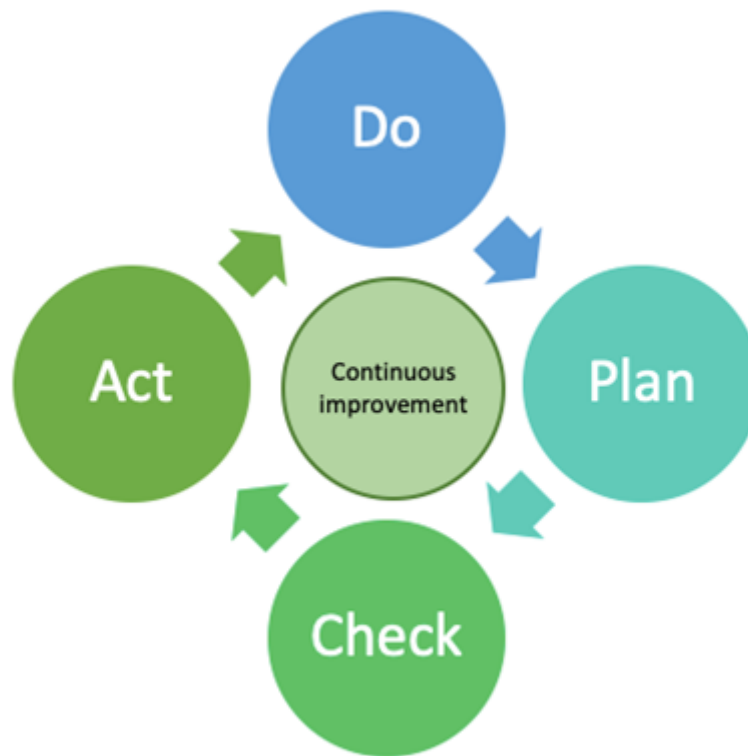 Do
Act
Continuous
improvement
Plan
Check